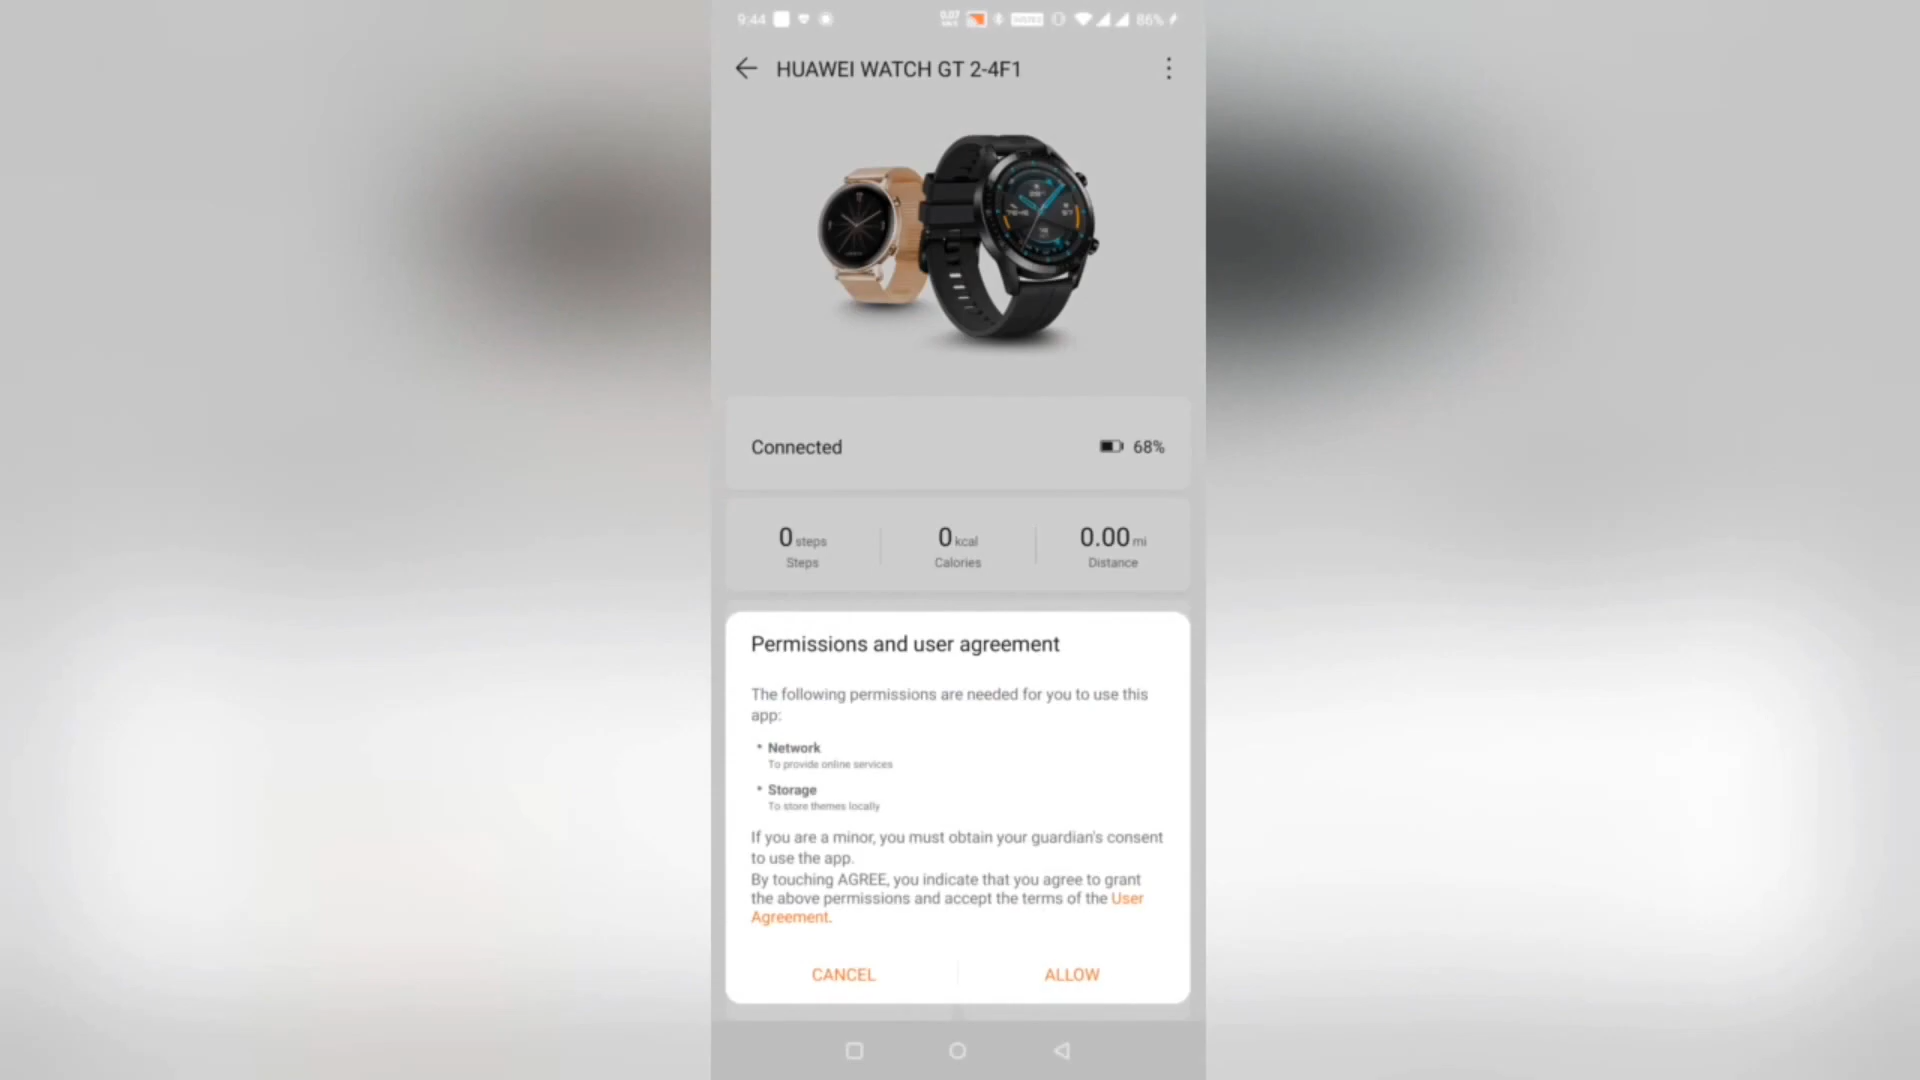 9:44
0.07
86%
HUAWEI WATCH GT 2-4F1
Connected
68%
0 steps
Steps
0 kcal
Calories
0.00 mi
Distance
Permissions and user agreement
The following permissions are needed for you to use this
app:
• Network
To provide online services
• Storage
To store themes locally
If you are a minor, you must obtain your guardian's consent
to use the app.
By touching AGREE, you indicate that you agree to grant
the above permissions and accept the terms of the User
Agreement.
CANCEL
ALLOW